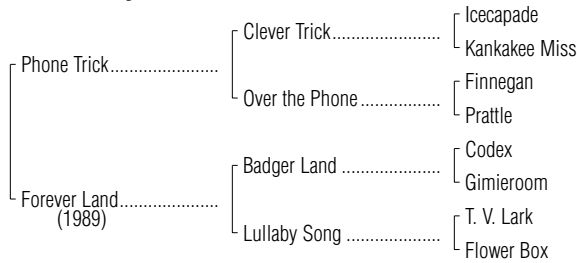 Icecapade
Clever Trick....................
Kankakee Miss
Phone Trick......................
Finnegan
Over the Phone ...............
Prattle
Codex
Badger Land ..................
Gimieroom
Forever Land....................
(1989)
T. V. Lark
Lullaby Song .................
Flower Box